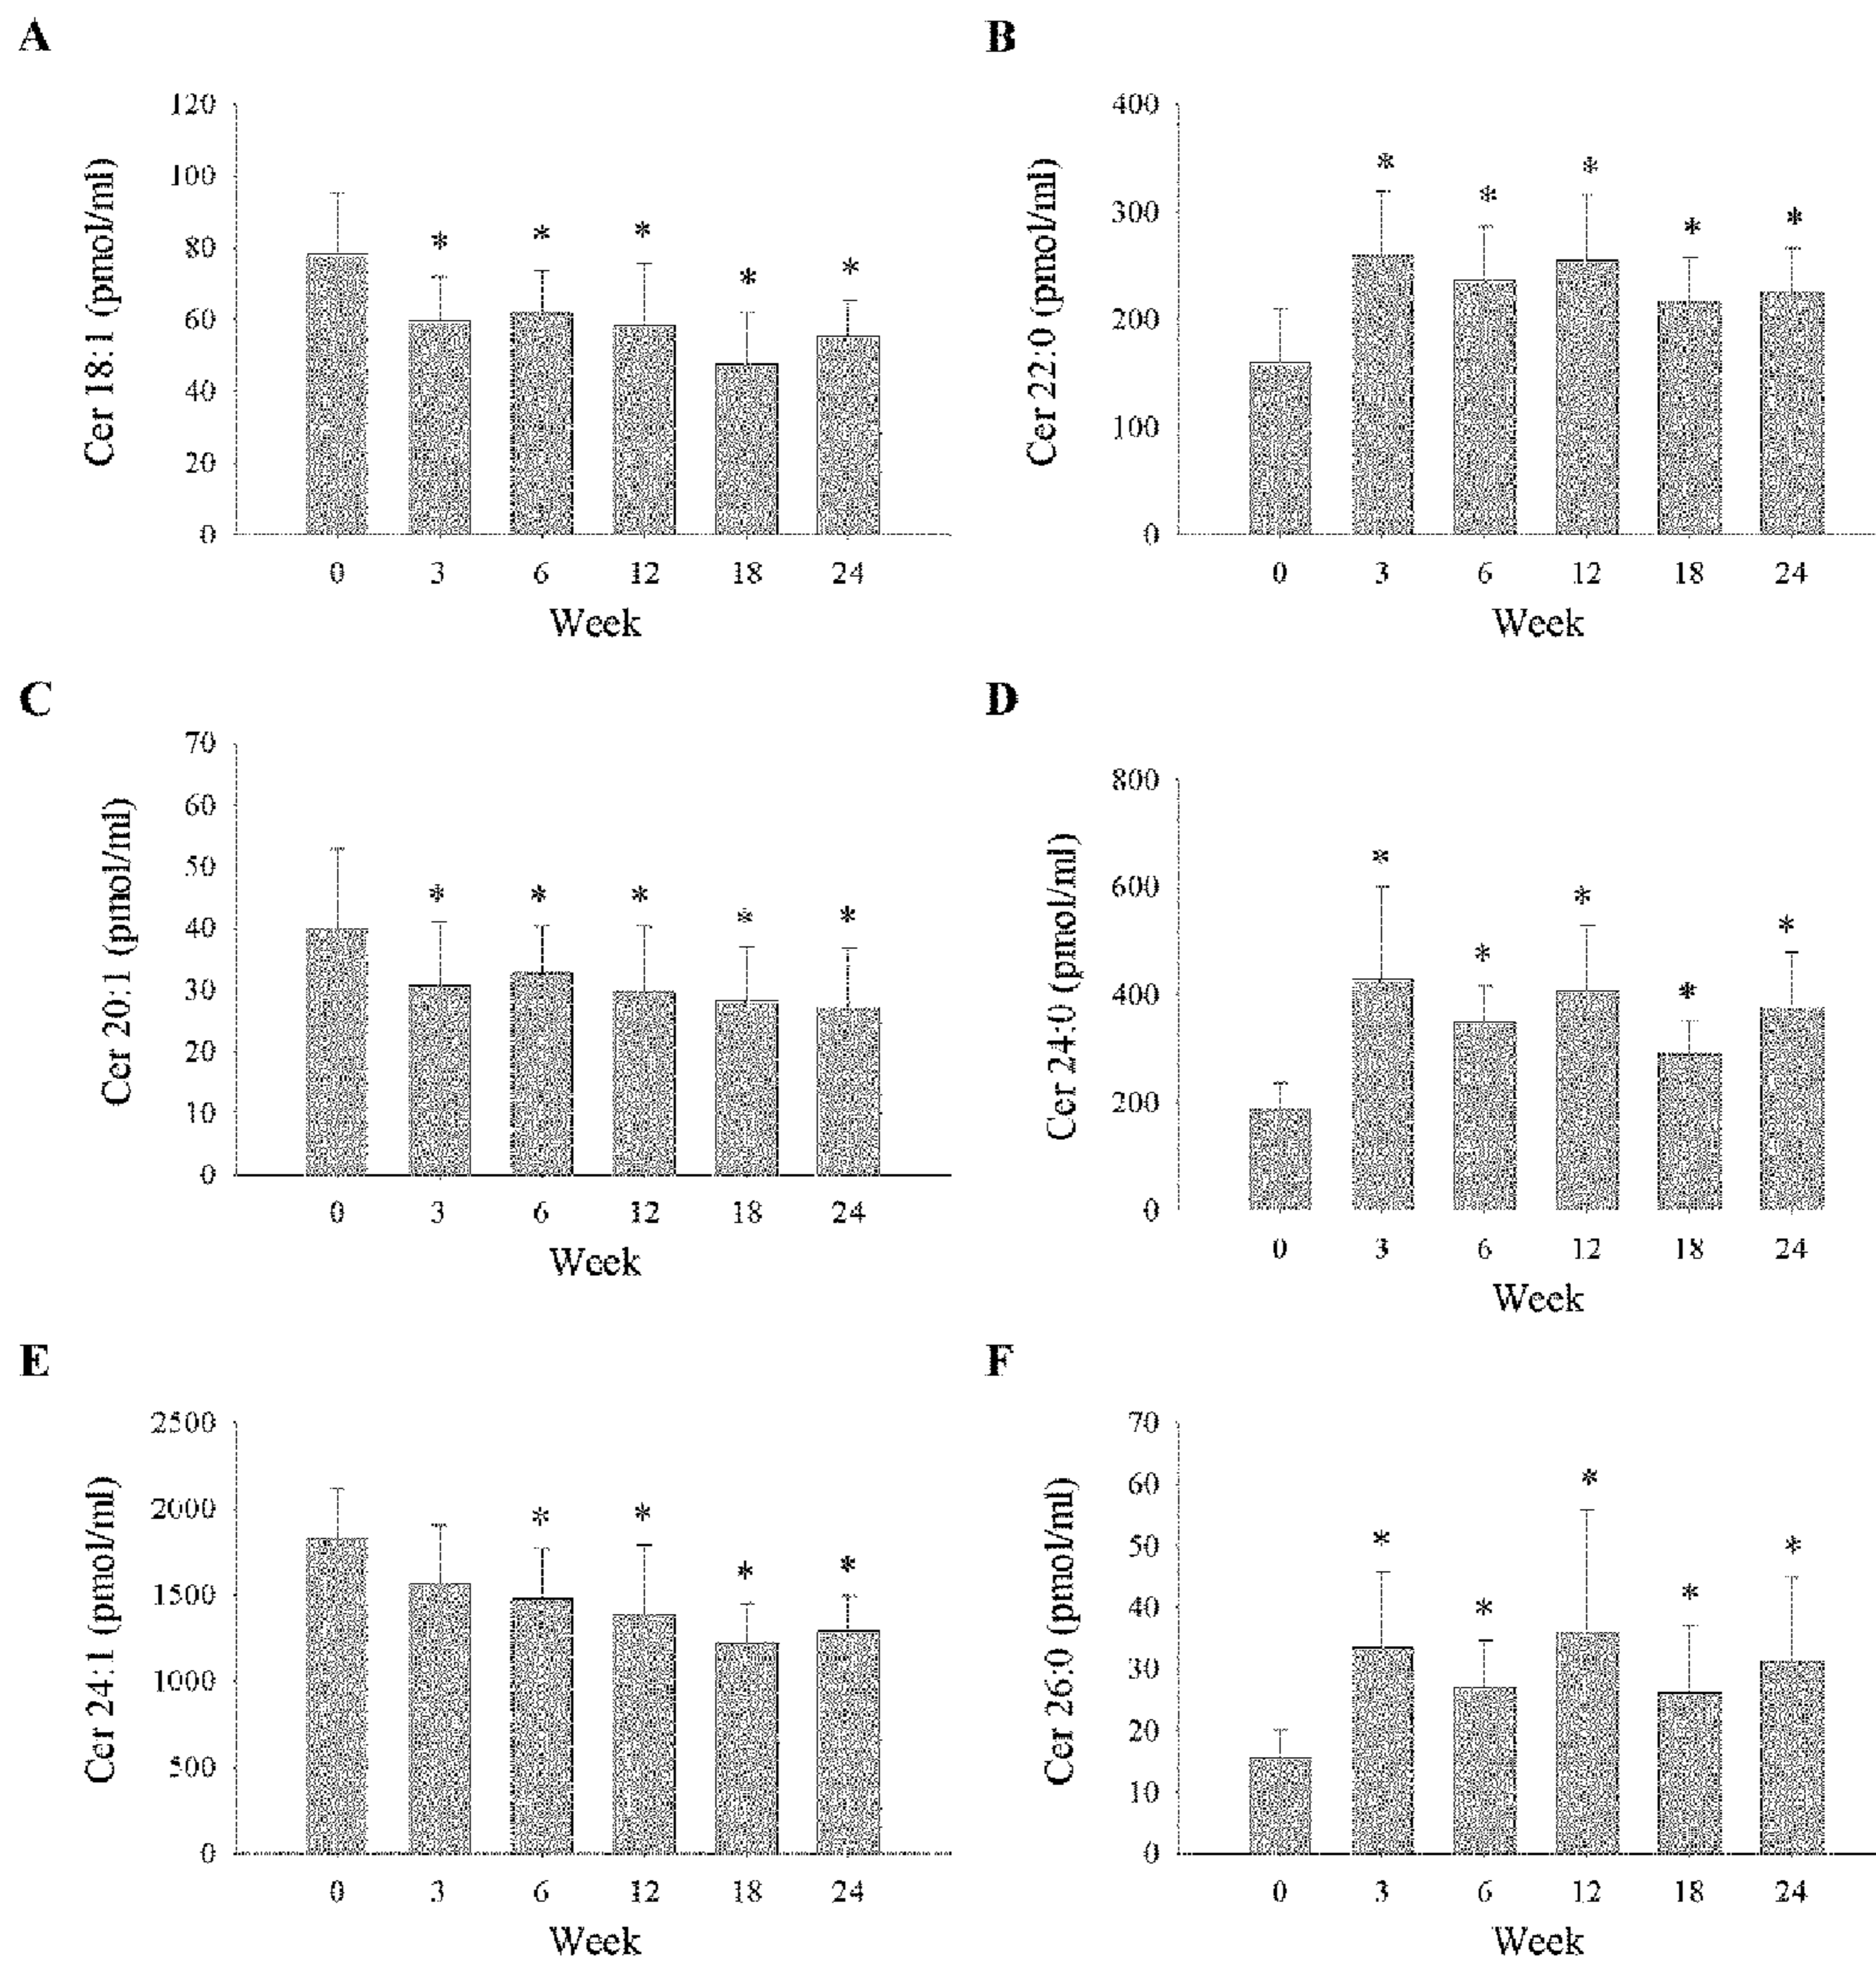 A
Cer 18:1 (pmol/ml)
120
100
80
60
40
20
0
* * * * *
0 3 6 12 18 24
Week
B
Cer 22:0 (pmol/ml)
400
300
200
100
0
* * * * *
0 3 6 12 18 24
Week
C
Cer 20:1 (pmol/ml)
70
60
50
40
30
20
10
0
* * * * *
0 3 6 12 18 24
Week
D
Cer 24:0 (pmol/ml)
800
600
400
200
0
* * * * *
0 3 6 12 18 24
Week
E
Cer 24:1 (pmol/ml)
2500
2000
1500
1000
500
0
* * * *
0 3 6 12 18 24
Week
F
Cer 26:0 (pmol/ml)
70
60
50
40
30
20
10
0
* * * * *
0 3 6 12 18 24
Week